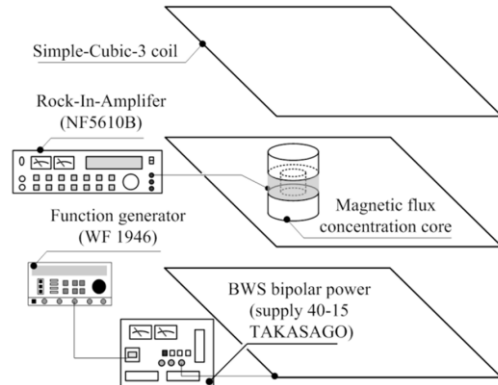 Simple-Cubic-3 coil
Rock-In-Amplifer
(NF5610B)
Magnetic flux
concentration core
Function generator
(WF 1946)
BWS bipolar power
(supply 40-15
TAKASAGO)